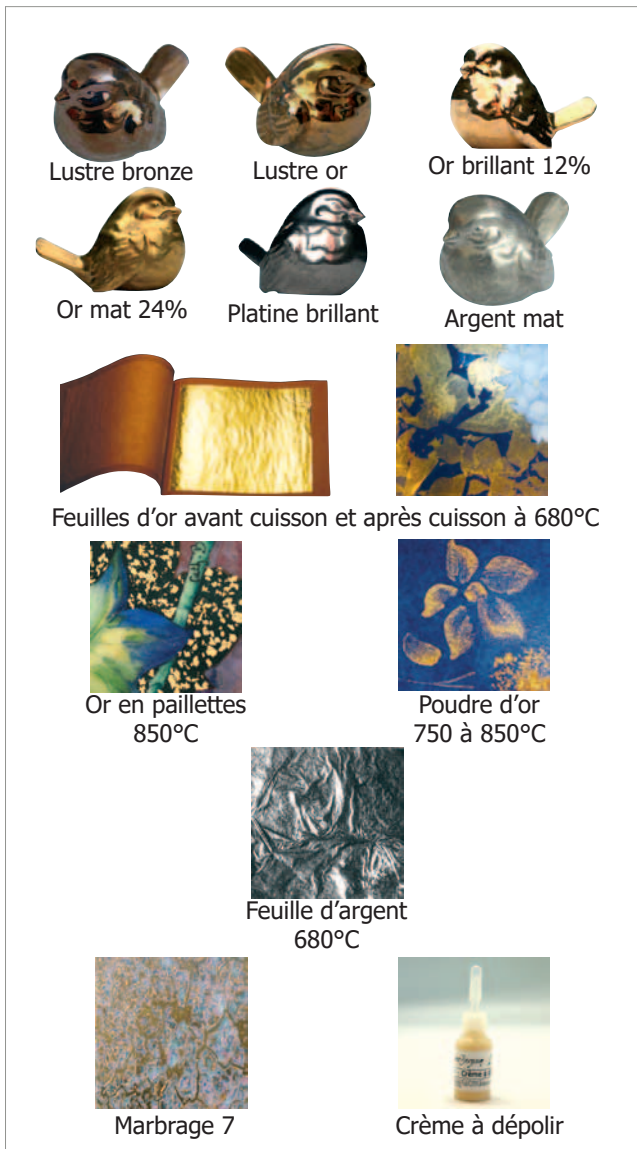 Lustre bronze
Lustre or
Or brillant 12%
Or mat 24%
Platine brillant
Argent mat
Feuilles d’or avant cuisson et après cuisson à 680°C
Or en paillettes
850°C
Poudre d’or
750 à 850°C
Feuille d’argent
680°C
Marbrage 7
Crème à dépolir
Crème à